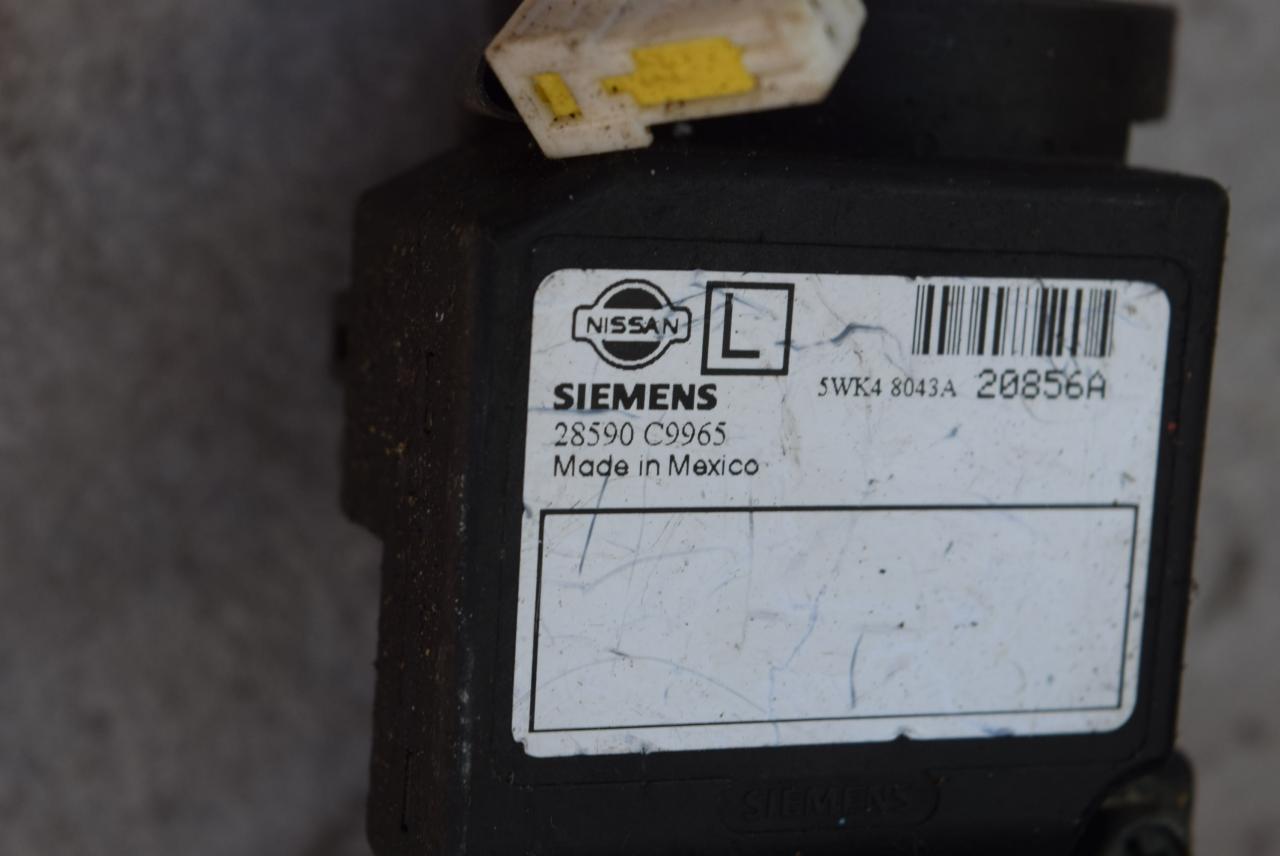 NISSAN L
SIEMENS 5WK4 8043A 20856A
28590 C9965
Made in Mexico
SIEMENS